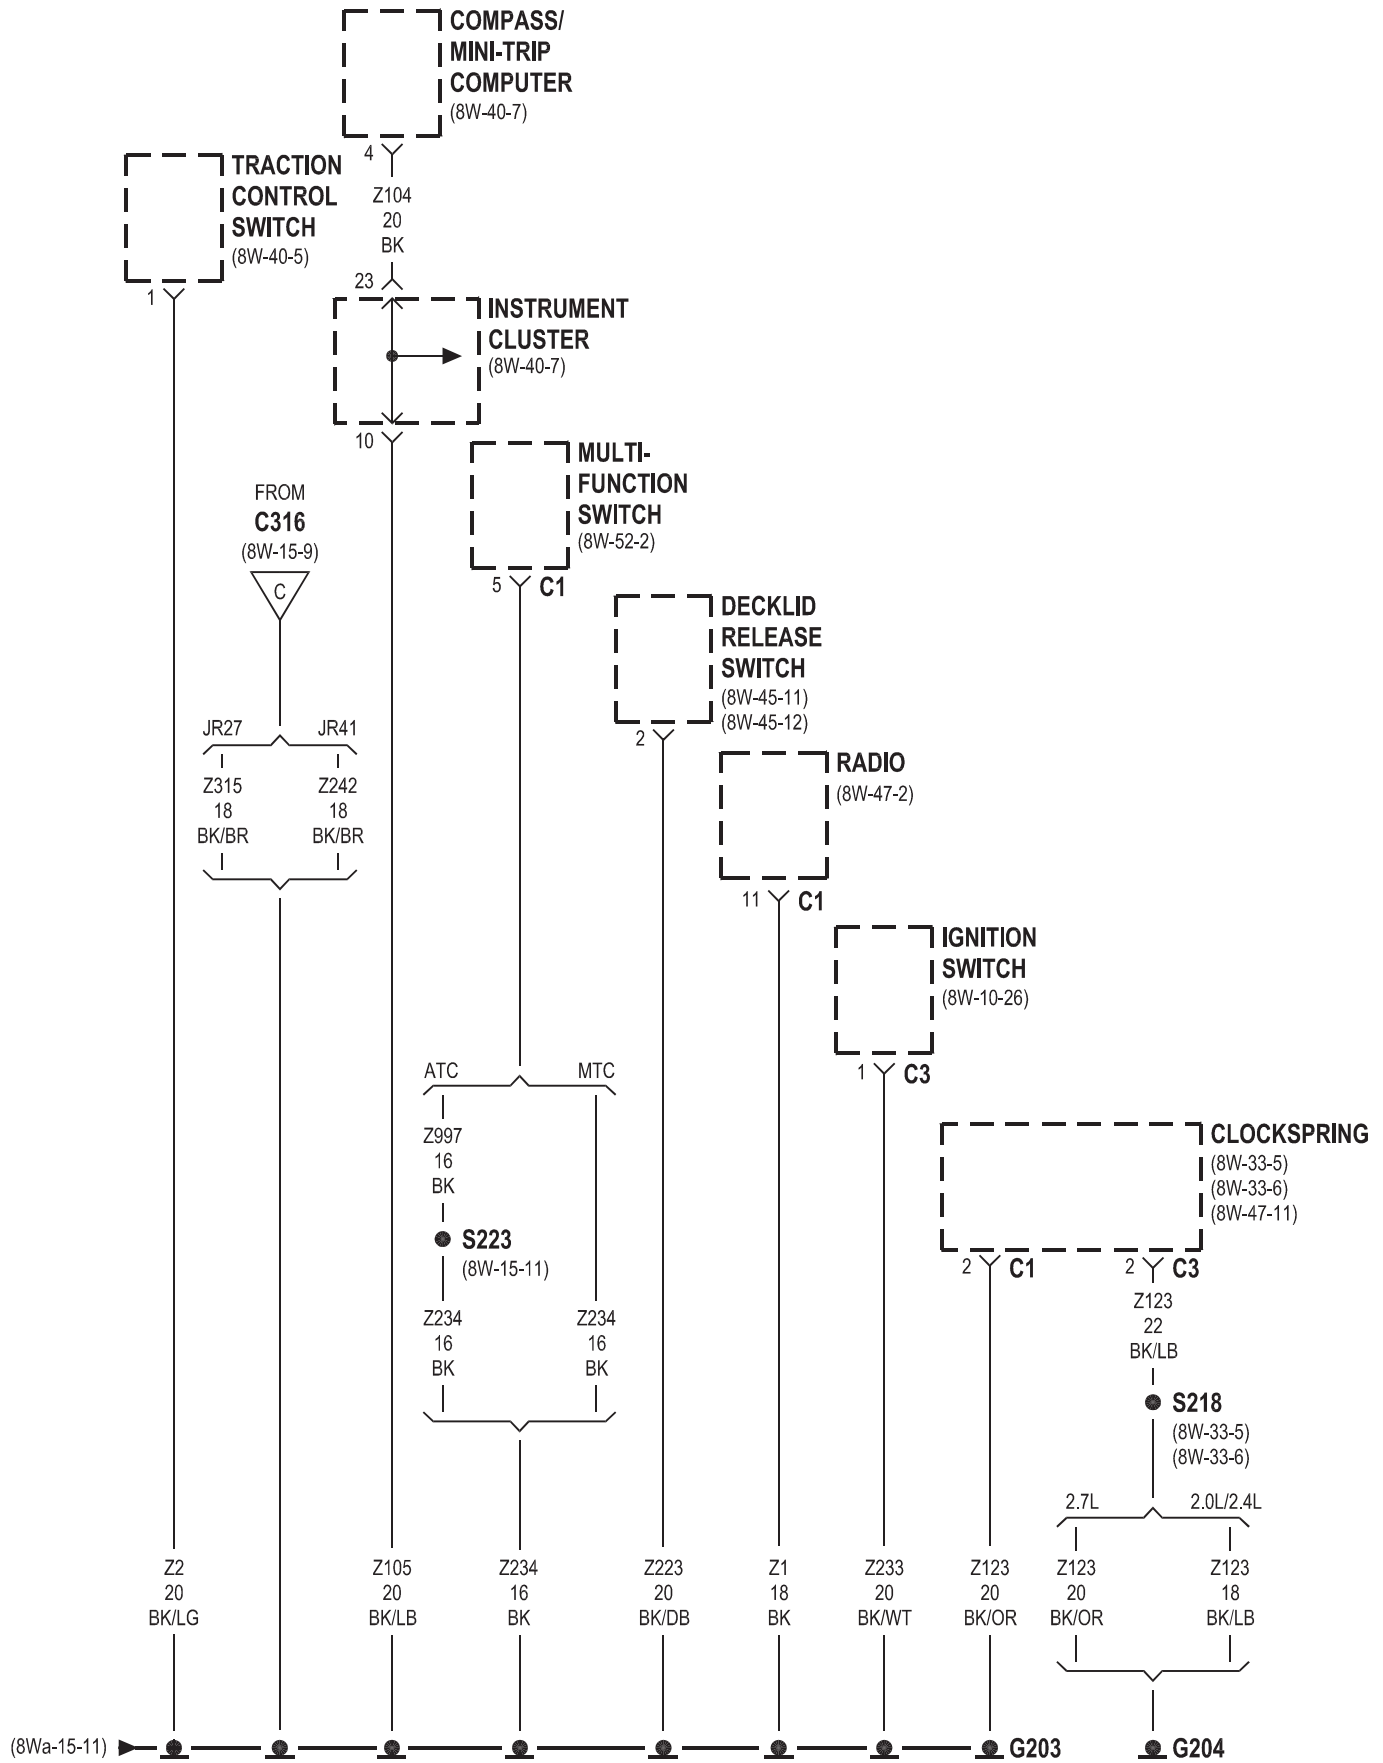 COMPASS/
MINI-TRIP
COMPUTER
(8W-40-7)
4
Z104
20
BK
23
TRACTION
CONTROL
SWITCH
(8W-40-5)
1
INSTRUMENT
CLUSTER
(8W-40-7)
10
MULTI-
FUNCTION
SWITCH
(8W-52-2)
5 C1
FROM
C316
(8W-15-9)
C
DECKLID
RELEASE
SWITCH
(8W-45-11)
(8W-45-12)
2
JR27 JR41
Z315 Z242
18 18
BK/BR BK/BR
RADIO
(8W-47-2)
11 C1
IGNITION
SWITCH
(8W-10-26)
1 C3
ATC MTC
Z997
16
BK
S223
(8W-15-11)
Z234 Z234
16 16
BK BK
CLOCKSPRING
(8W-33-5)
(8W-33-6)
(8W-47-11)
2 C1 2 C3
Z123
22
BK/LB
S218
(8W-33-5)
(8W-33-6)
2.7L 2.0L/2.4L
Z2 Z105 Z234 Z223 Z1 Z233 Z123 Z123 Z123
20 20 16 20 18 20 20 20 18
BK/LG BK/LB BK BK/DB BK BK/WT BK/OR BK/OR BK/LB
(8Wa-15-11) G203 G204